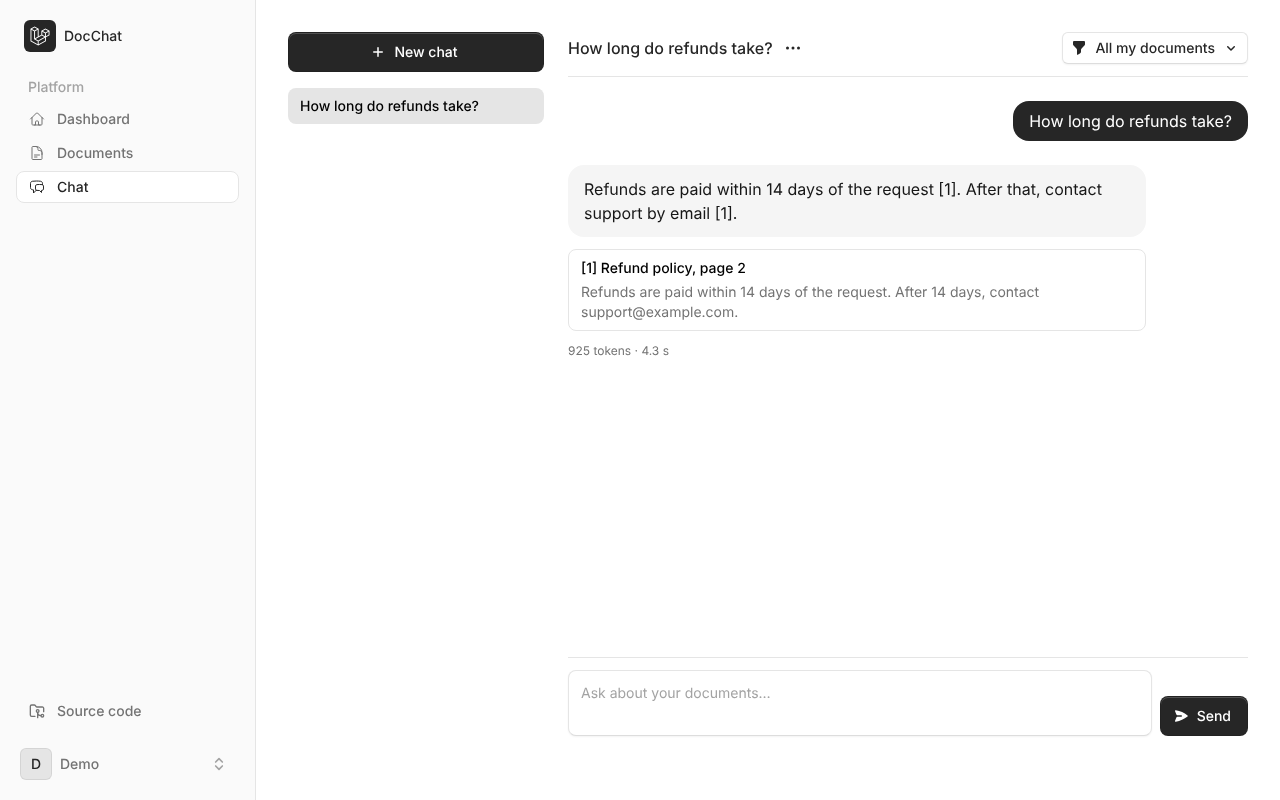 DocChat
Platform
Dashboard
Documents
Chat
Source code
D
Demo
New chat
How long do refunds take?
How long do refunds take?
All my documents
How long do refunds take?
Refunds are paid within 14 days of the request [1]. After that, contact
support by email [1].
[1] Refund policy, page 2
Refunds are paid within 14 days of the request. After 14 days, contact
support@example.com.
925 tokens · 4.3 s
Ask about your documents...
Send